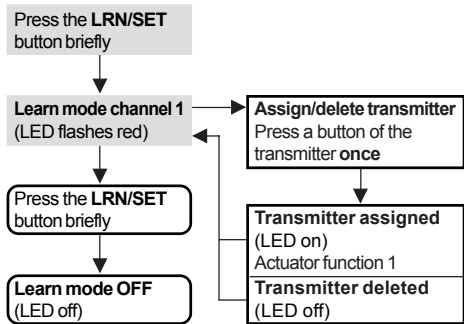 Press the LRN/SET
button briefly
Learn mode channel 1
(LED flashes red)
Assign/delete transmitter
Press a button of the
transmitter once
Press the LRN/SET
button briefly
Transmitter assigned
(LED on)
Actuator function 1
Transmitter deleted
(LED off)
Learn mode OFF
(LED off)